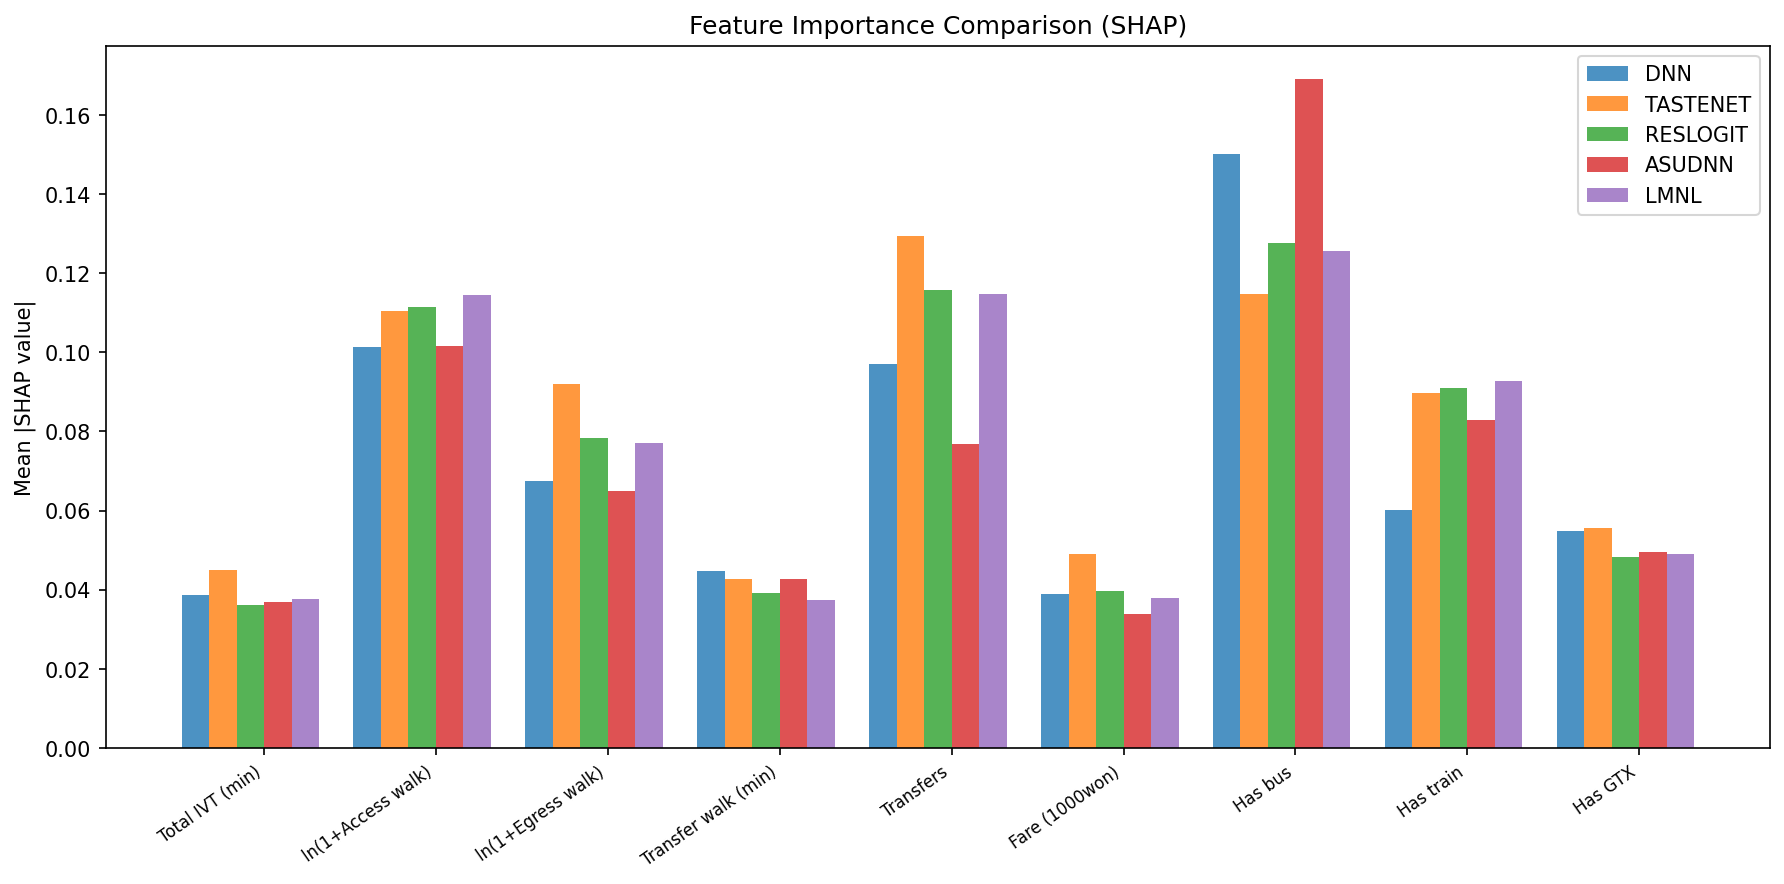 Feature Importance Comparison (SHAP)
DNN
TASTENET
RESLOGIT
ASUDNN
LMNL
Mean |SHAP value|
0.16
0.14
0.12
0.10
0.08
0.06
0.04
0.02
0.00
Total IVT (min)
ln(1+Access walk)
ln(1+Egress walk)
Transfer walk (min)
Transfers
Fare (1000won)
Has bus
Has train
Has GTX